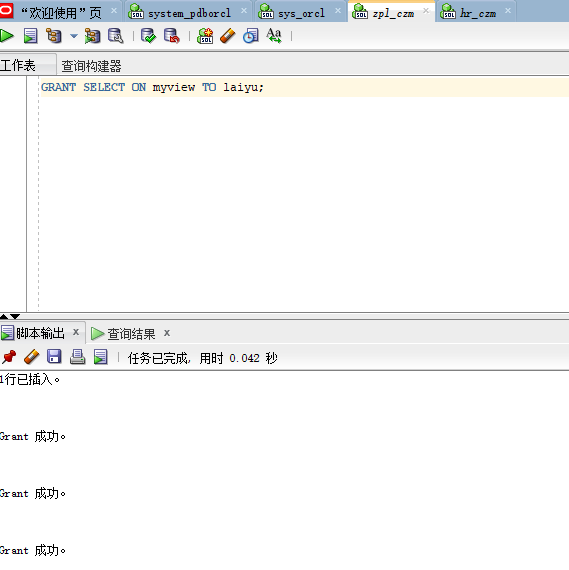 “欢迎使用”页
system_pdborcl
sys_orcl
zpl_czm
hr_czm
工作表
查询构建器
GRANT SELECT ON myview TO laiyu;
脚本输出
查询结果
任务已完成, 用时 0.042 秒
1行已插入。
Grant 成功。
Grant 成功。
Grant 成功。